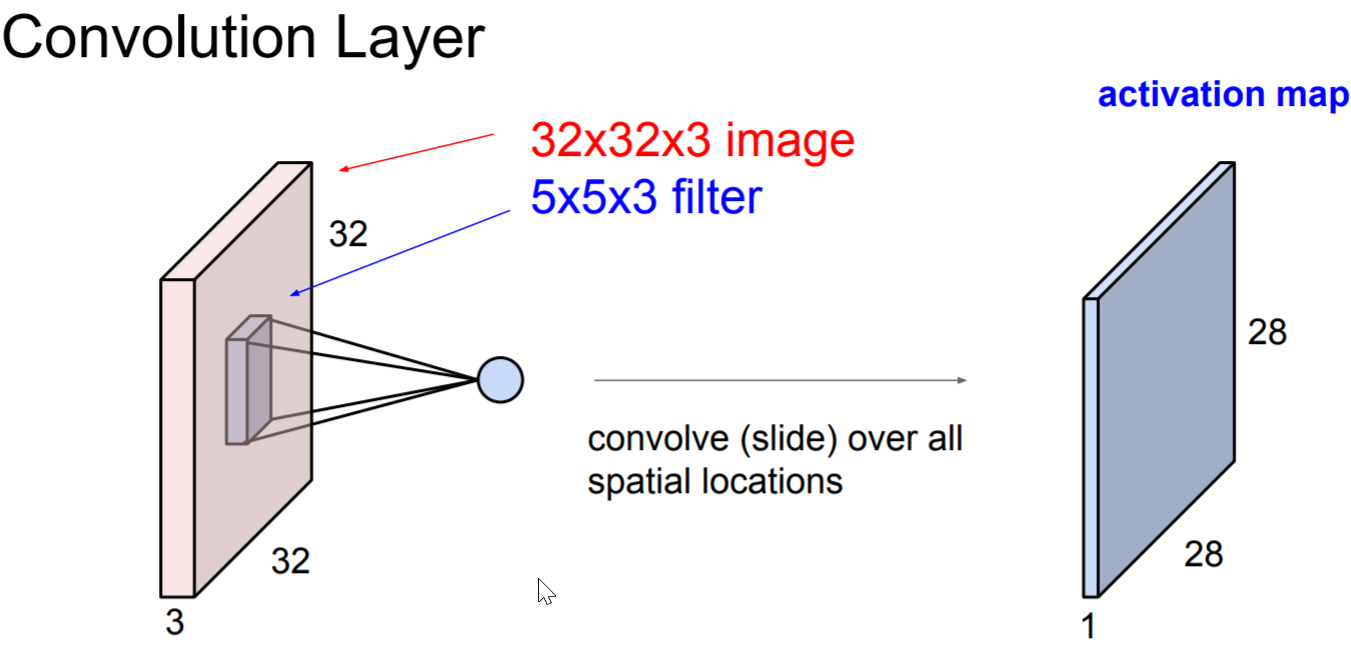 Convolution Layer
activation map
32x32x3 image
5x5x3 filter
32
28
convolve (slide) over all
spatial locations
32
28
3
1